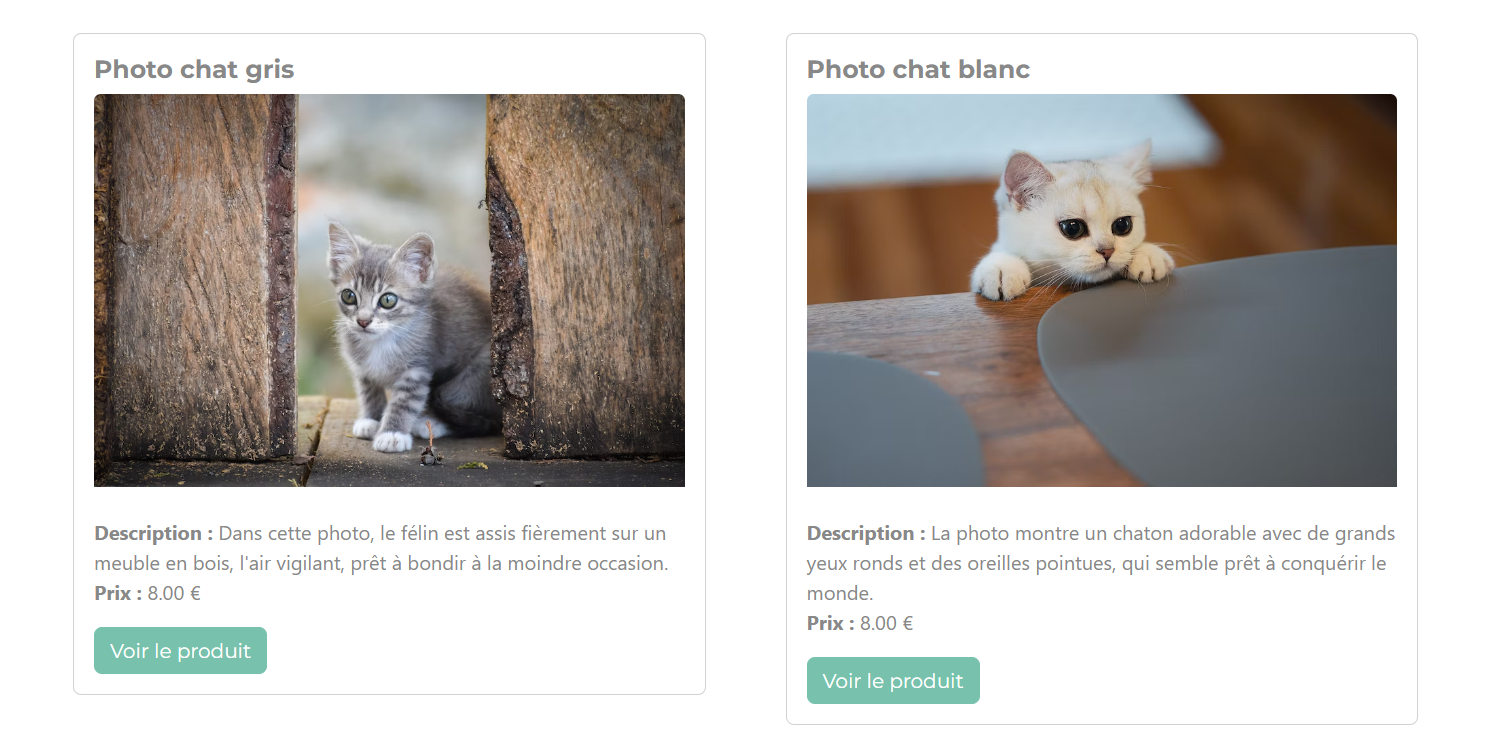 Photo chat gris
Description : Dans cette photo, le félin est assis fièrement sur un
meuble en bois, l'air vigilant, prêt à bondir à la moindre occasion.
Prix : 8.00 €
Voir le produit
Photo chat blanc
Description : La photo montre un chaton adorable avec de grands
yeux ronds et des oreilles pointues, qui semble prêt à conquérir le
monde.
Prix : 8.00 €
Voir le produit